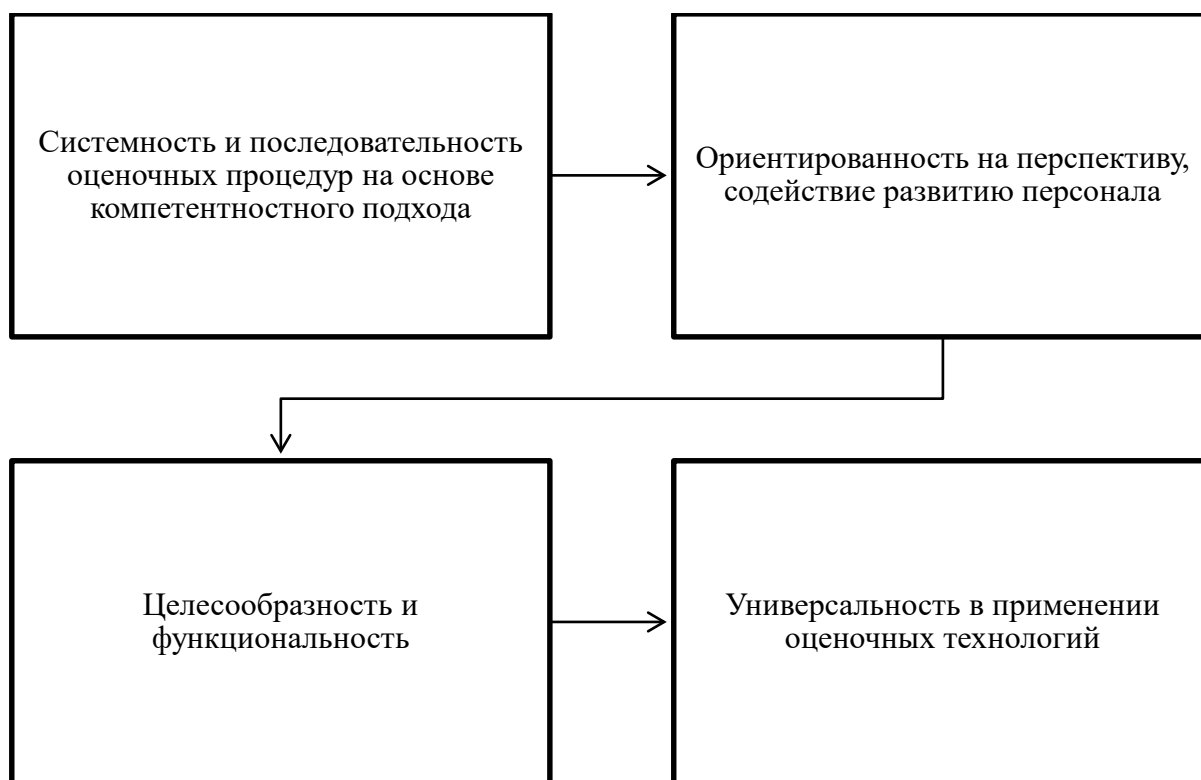 Системность и последовательность
оценочных процедур на основе
компетентностного подхода
Ориентированность на перспективу,
содействие развитию персонала
Целесообразность и
функциональность
Универсальность в применении
оценочных технологий